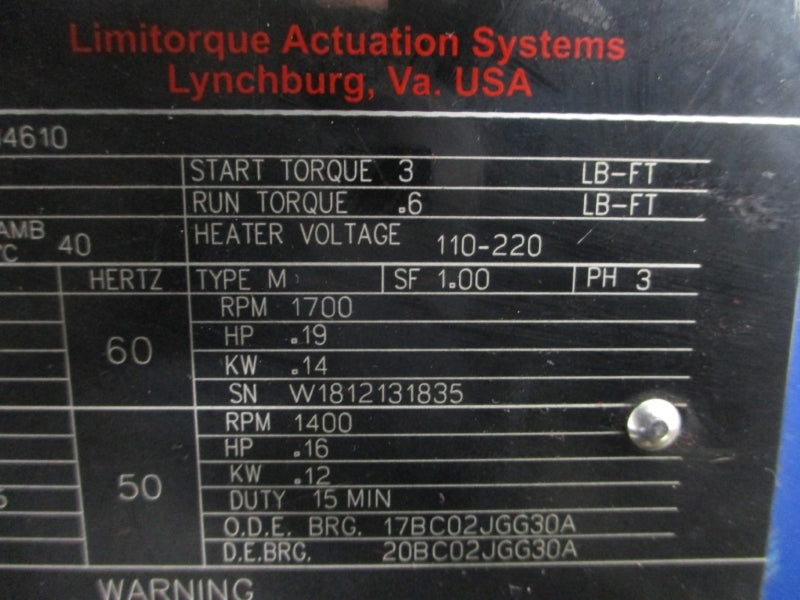 Limitorque Actuation Systems
Lynchburg, Va. USA
4610
START TORQUE 3 LB-FT
RUN TORQUE .6 LB-FT
AMB
°C 40
HEATER VOLTAGE 110-220
HERTZ TYPE M SF 1.00 PH 3
60
RPM 1700
HP .19
KW .14
SN W1812131835
50
RPM 1400
HP .16
KW .12
DUTY 15 MIN
O.D.E. BRG. 17BC02JGG30A
D.E.BRG. 20BC02JGG30A
WARNING